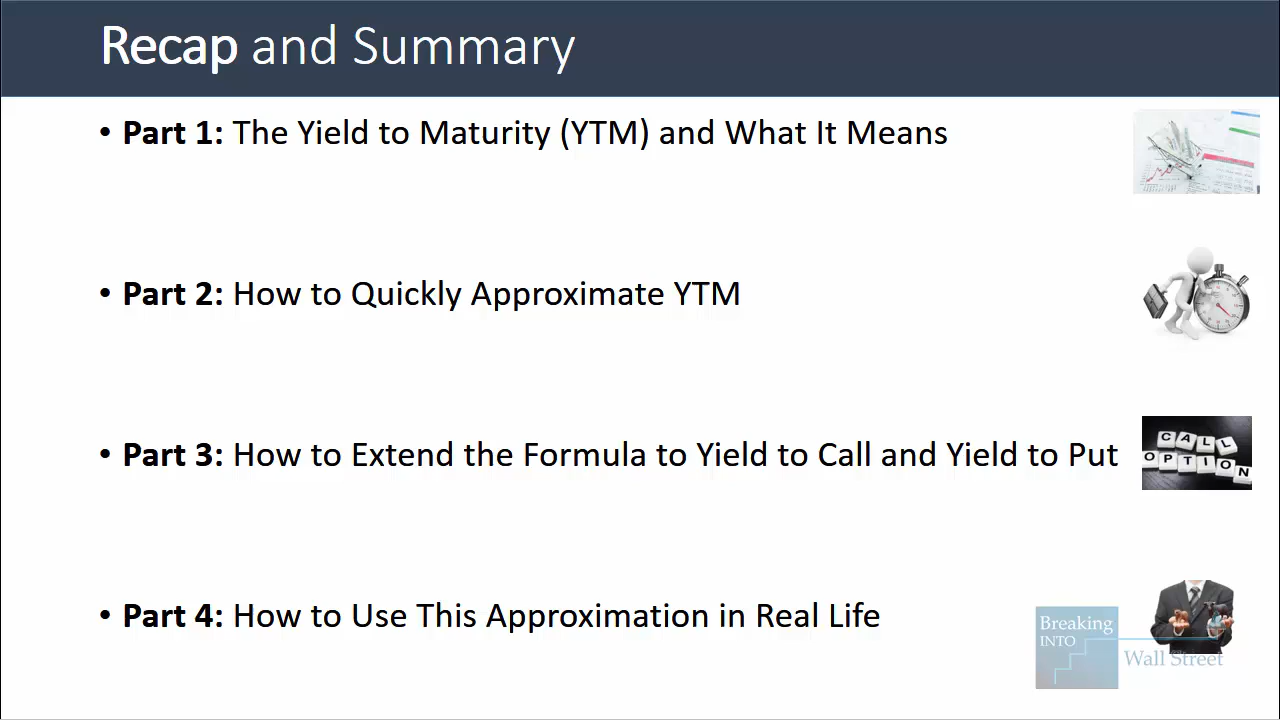 Recap and Summary
• Part 1: The Yield to Maturity (YTM) and What It Means
• Part 2: How to Quickly Approximate YTM
• Part 3: How to Extend the Formula to Yield to Call and Yield to Put
CALL
OPTION
• Part 4: How to Use This Approximation in Real Life
Breaking
INTO
Wall Street